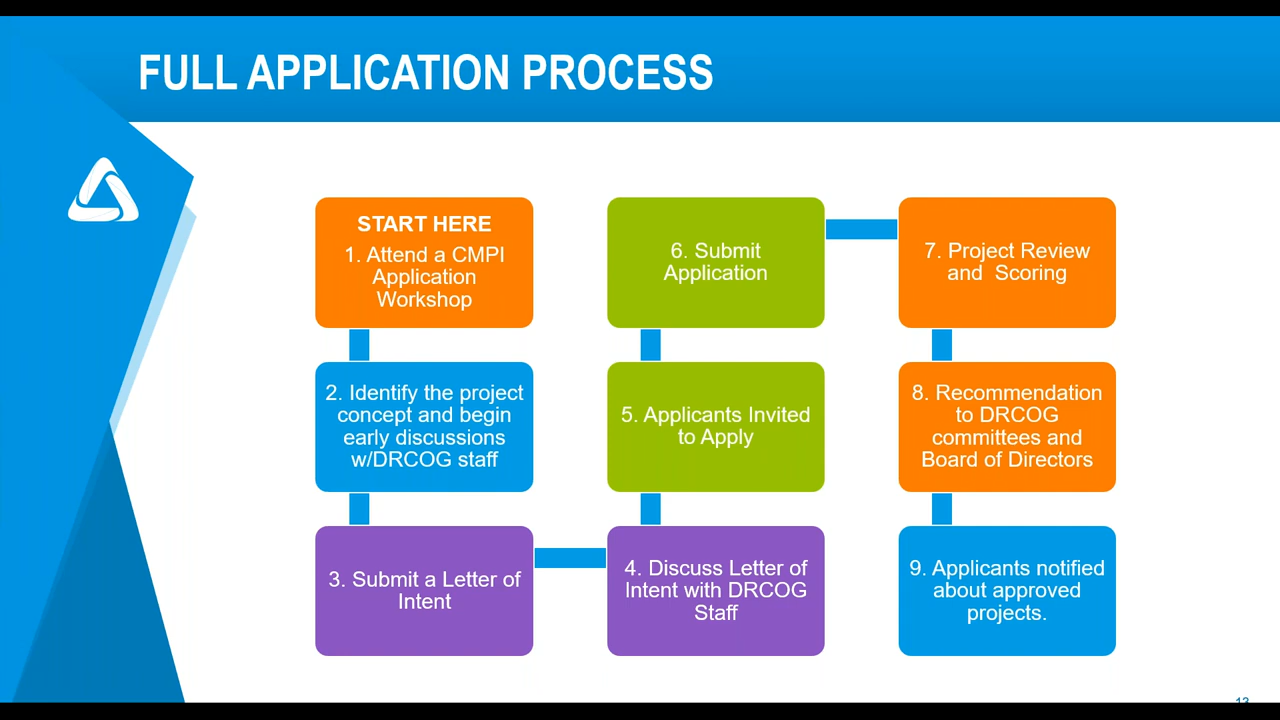 FULL APPLICATION PROCESS
START HERE
1. Attend a CMPI
Application
Workshop
2. Identify the project
concept and begin
early discussions
w/DRCOG staff
3. Submit a Letter of
Intent
4. Discuss Letter of
Intent with DRCOG
Staff
5. Applicants Invited
to Apply
6. Submit
Application
7. Project Review
and  Scoring
8. Recommendation
to DRCOG
committees and
Board of Directors
9. Applicants notified
about approved
projects.